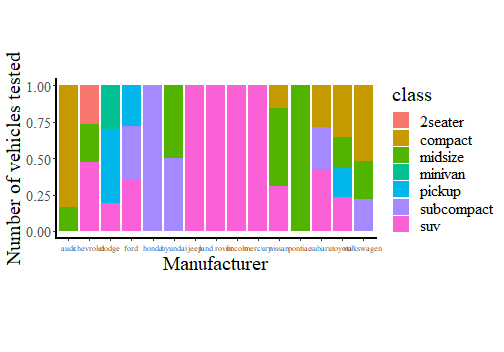 Number of vehicles tested
1.00
0.75
0.50
0.25
0.00
audi chevrolet dodge ford honda hyundai jeep land rover lincoln mercury nissan pontiac subaru toyota volkswagen
Manufacturer
class
2seater
compact
midsize
minivan
pickup
subcompact
suv